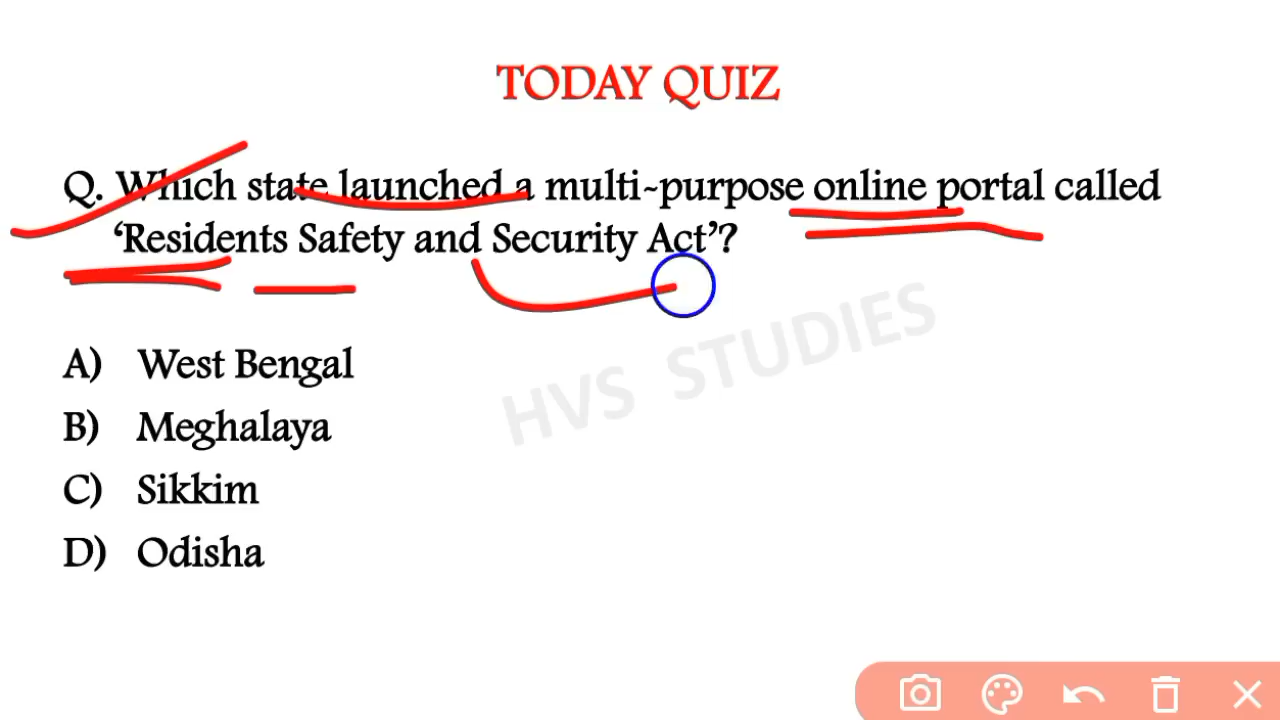 TODAY QUIZ
Q. Which state launched a multi-purpose online portal called
‘Residents Safety and Security Act’?
A) West Bengal
B) Meghalaya
C) Sikkim
D) Odisha
HVS STUDIES